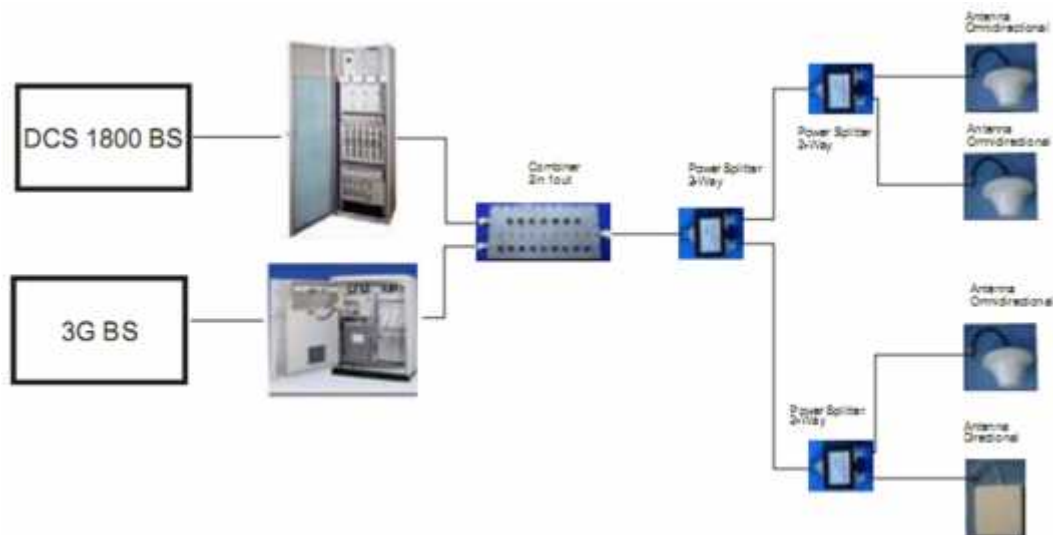 Antenna
Omnidirectional
DCS 1800 BS
Power Splitter
2-Way
Antenna
Omnidirectional
Combiner
2in 1out
Power Splitter
2-Way
3G BS
Antenna
Omnidirectional
Power Splitter
2-Way
Antenna
Directional